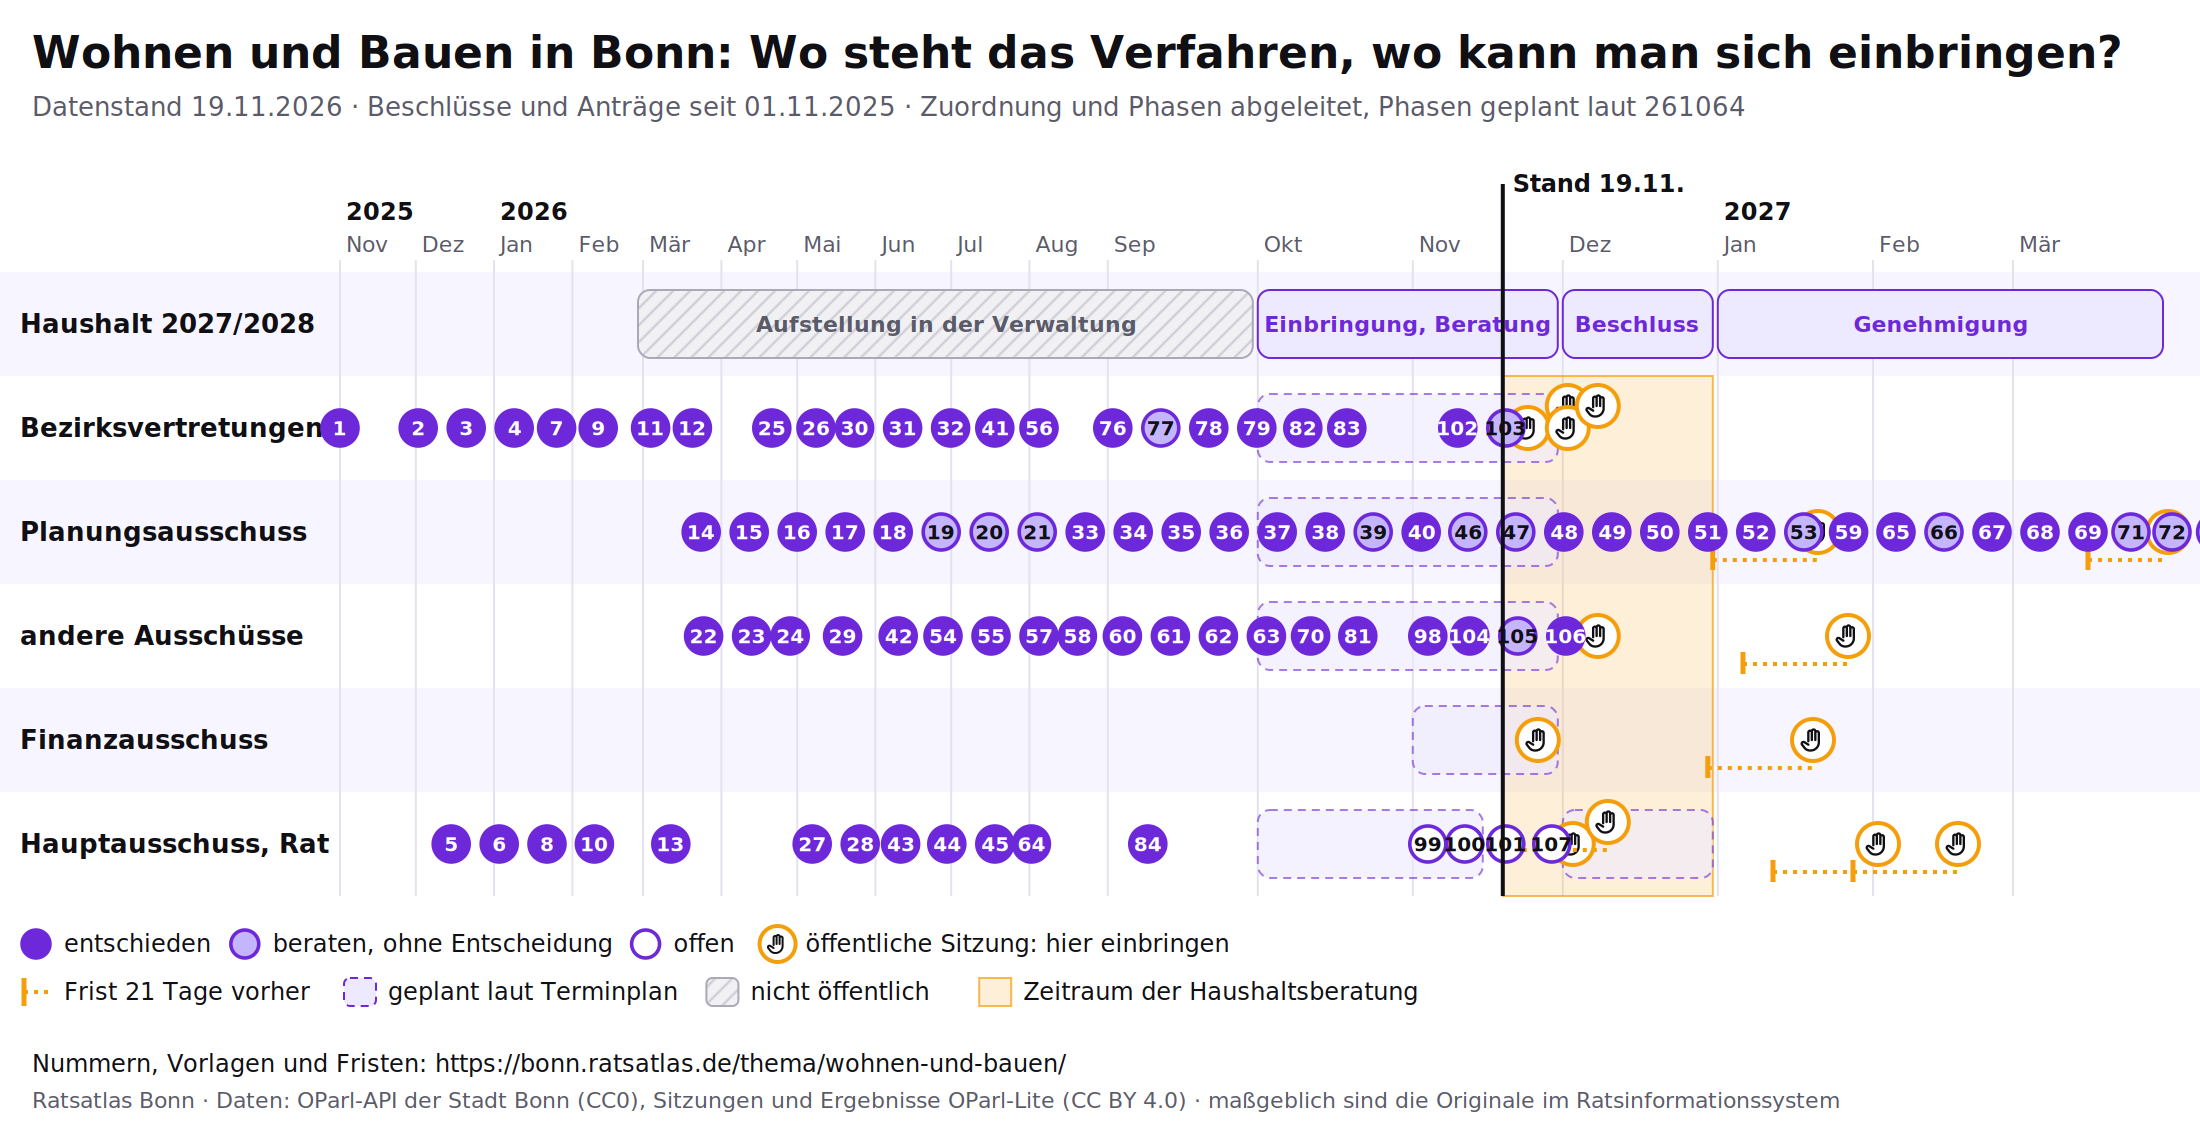 Wohnen und Bauen in Bonn: Wo steht das Verfahren, wo kann man sich einbringen?
Datenstand 19.11.2026 · Beschlüsse und Anträge seit 01.11.2025 · Zuordnung und Phasen abgeleitet, Phasen geplant laut 261064
Stand 19.11.
2025 2026 2027
Nov Dez Jan Feb Mär Apr Mai Jun Jul Aug Sep Okt Nov Dez Jan Feb Mär
Haushalt 2027/2028 Aufstellung in der Verwaltung Einbringung, Beratung Beschluss Genehmigung
Bezirksvertretungen 1 2 3 4 7 9 11 12 25 26 30 31 32 41 56 76 77 78 79 82 83 102 103
Planungsausschuss 14 15 16 17 18 19 20 21 33 34 35 36 37 38 39 40 46 47 48 49 50 51 52 53 59 65 66 67 68 69 71 72
andere Ausschüsse 22 23 24 29 42 54 55 57 58 60 61 62 63 70 81 98 104 105 106
Finanzausschuss
Hauptausschuss, Rat 5 6 8 10 13 27 28 43 44 45 64 84 99 100 101 107
entschieden beraten, ohne Entscheidung offen öffentliche Sitzung: hier einbringen
Frist 21 Tage vorher geplant laut Terminplan nicht öffentlich Zeitraum der Haushaltsberatung
Nummern, Vorlagen und Fristen: https://bonn.ratsatlas.de/thema/wohnen-und-bauen/
Ratsatlas Bonn · Daten: OParl-API der Stadt Bonn (CC0), Sitzungen und Ergebnisse OParl-Lite (CC BY 4.0) · maßgeblich sind die Originale im Ratsinformationssystem